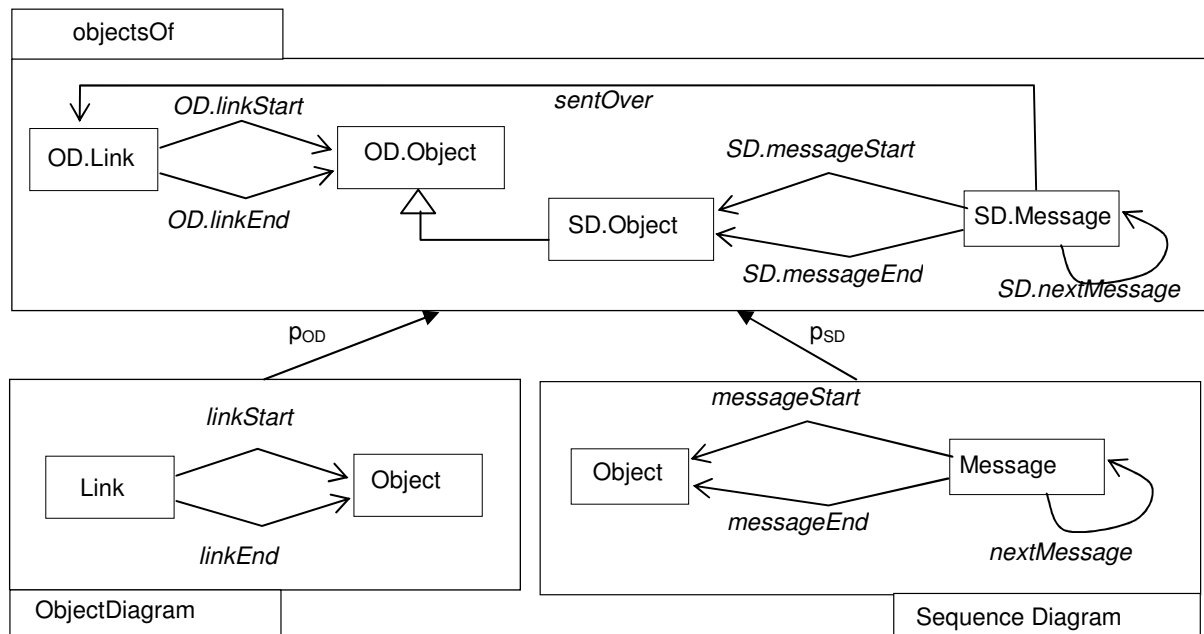 objectsOf
sentOver
OD.linkStart
OD.Link
OD.Object
OD.linkEnd
SD.messageStart
SD.Object
SD.Message
SD.messageEnd
SD.nextMessage
pOD
pSD
linkStart
Link
Object
linkEnd
ObjectDiagram
messageStart
Object
Message
messageEnd
nextMessage
Sequence Diagram